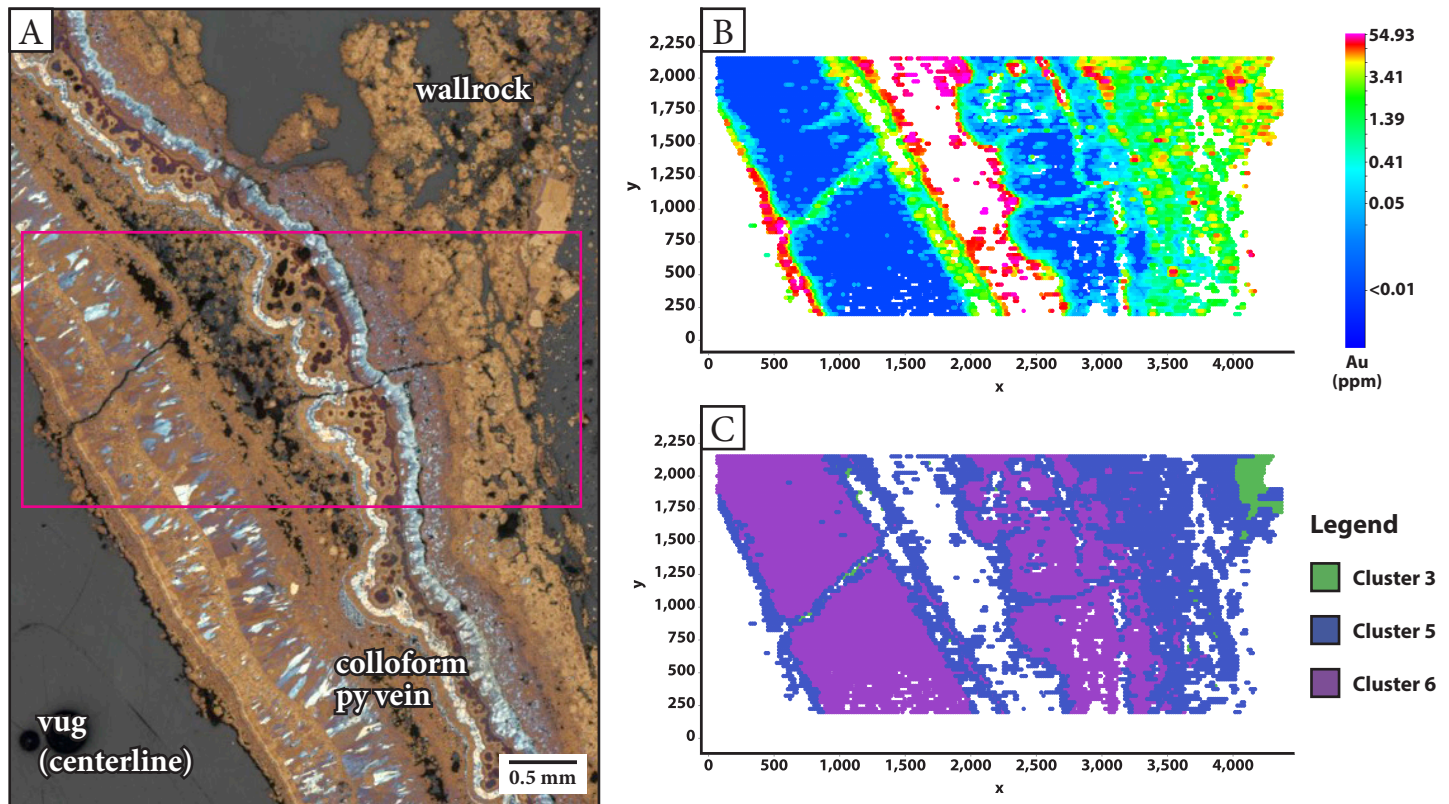 A
wallrock
colloform
py vein
vug
(centerline)
0.5 mm
B
2,250
2,000
1,750
1,500
1,250
1,000
750
500
250
0
y
0 500 1,000 1,500 2,000 2,500 3,000 3,500 4,000
x
54.93
3.41
1.39
0.41
0.05
<0.01
Au
(ppm)
C
2,250
2,000
1,750
1,500
1,250
1,000
750
500
250
0
y
0 500 1,000 1,500 2,000 2,500 3,000 3,500 4,000
x
Legend
Cluster 3
Cluster 5
Cluster 6